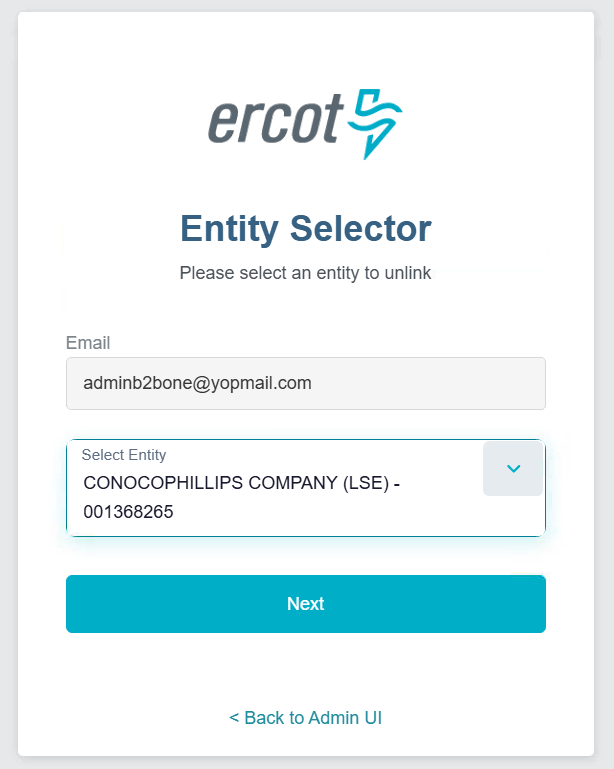 ercot
Entity Selector
Please select an entity to unlink
Email
adminb2bone@yopmail.com
Select Entity
CONOCOPHILLIPS COMPANY (LSE) -
001368265
Next
< Back to Admin UI